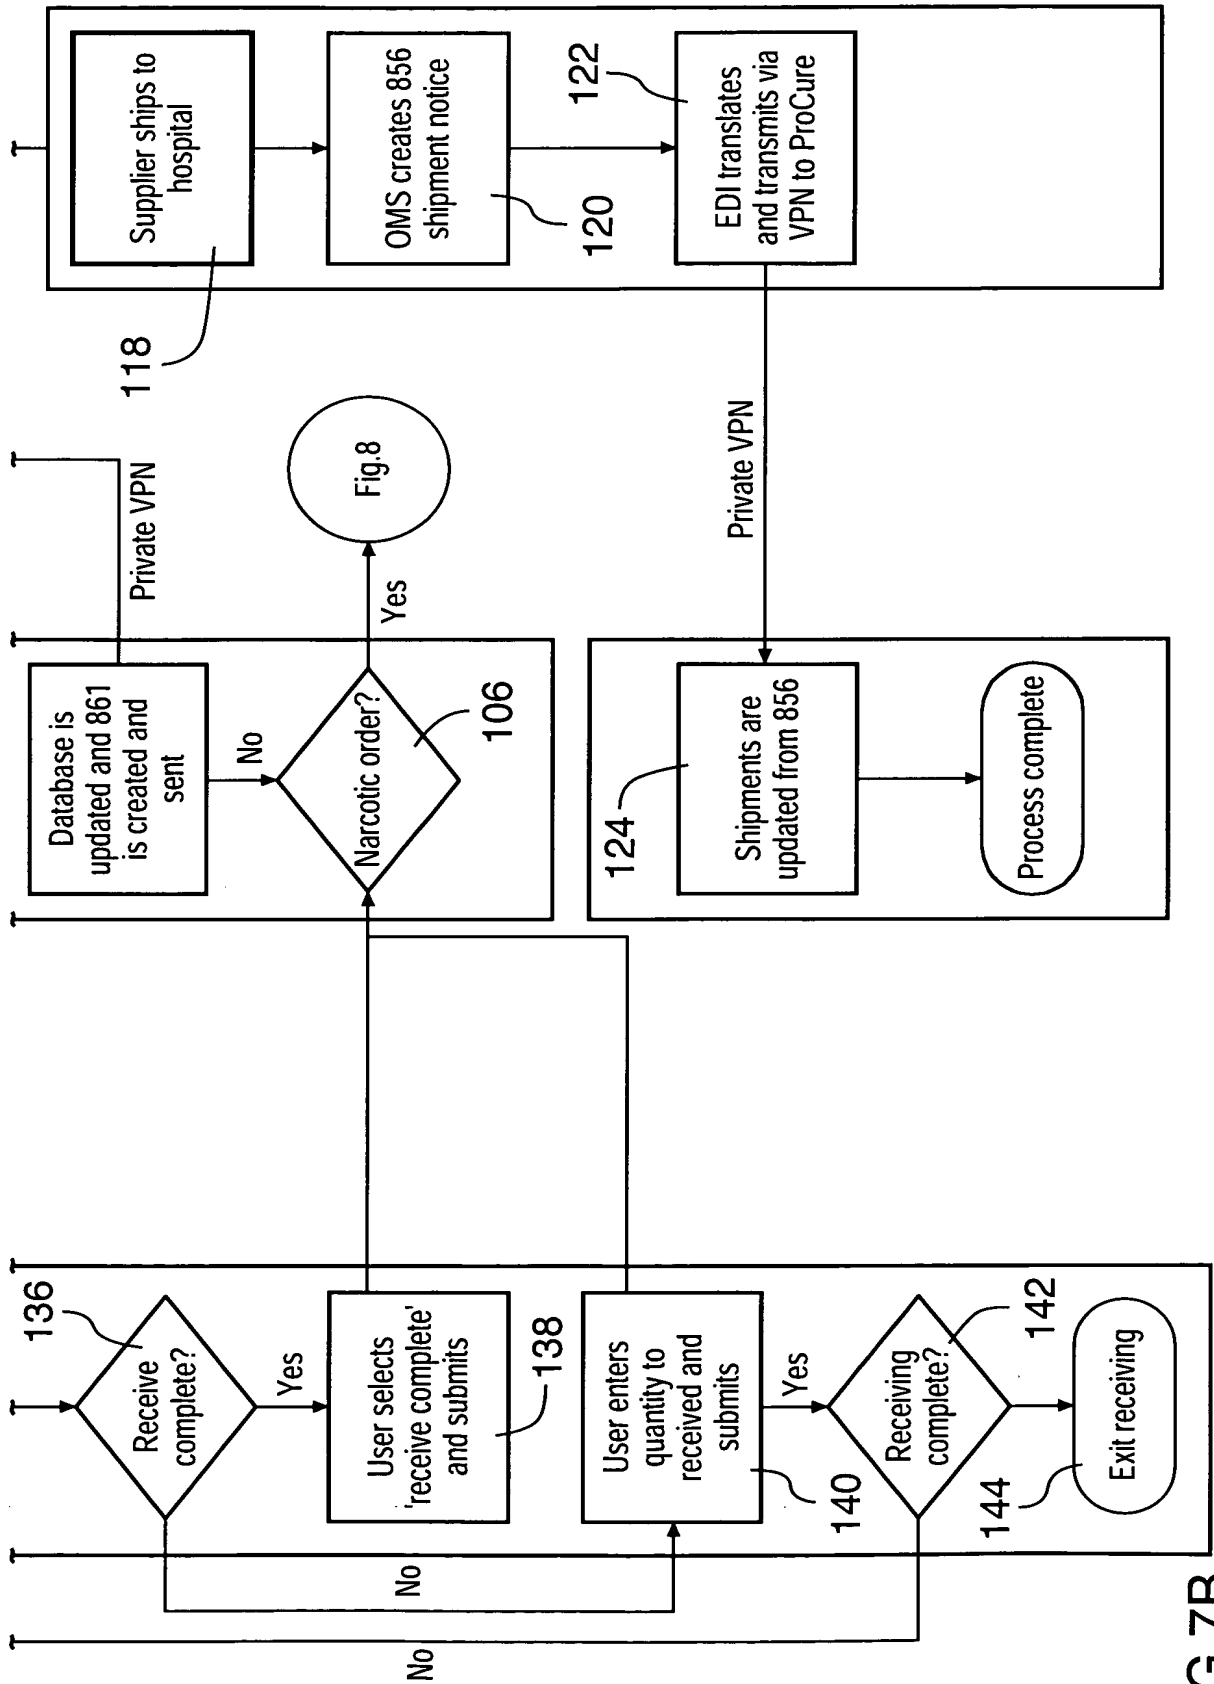 136
Receive
complete?
Yes
User selects
'receive complete'
and submits
138
No
User enters
quantity to
received and
submits
140
Yes
Receiving
complete?
142
No
Exit receiving
144
Database is
updated and 861
is created and
sent
Private VPN
No
Narcotic order?
106
Yes
Fig.8
Supplier ships to
hospital
118
OMS creates 856
shipment notice
120
EDI translates
and transmits via
VPN to ProCure
122
Private VPN
Shipments are
updated from 856
124
Process complete
G.7B